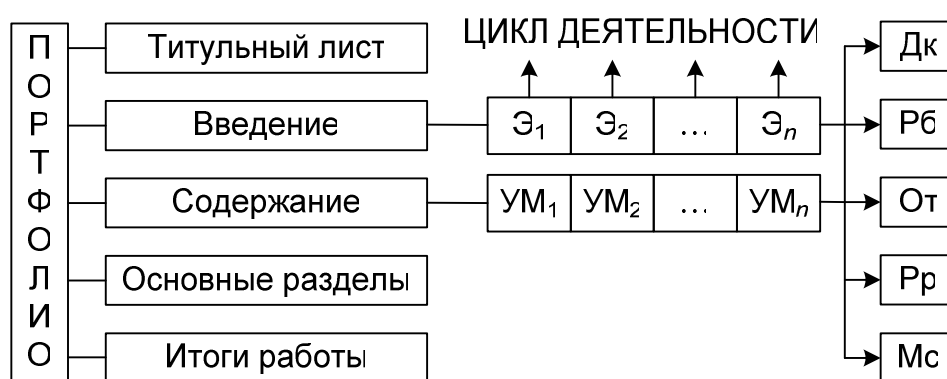 ПОРТФОЛИО
Титульный лист
Введение
Содержание
Основные разделы
Итоги работы
ЦИКЛ ДЕЯТЕЛЬНОСТИ
Э₁ Э₂ … Эₙ
УМ₁ УМ₂ … УМₙ
Дк
Рб
От
Рр
Мс